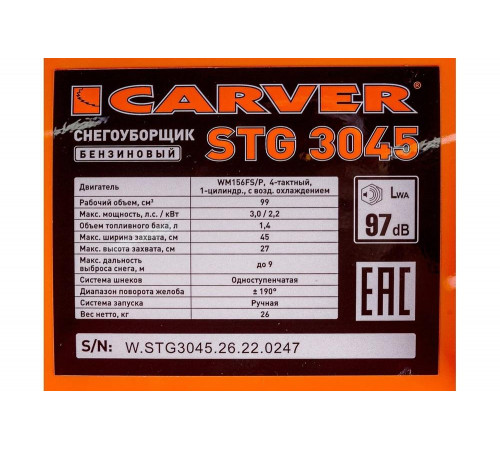 CARVER®
СНЕГОУБОРЩИК
БЕНЗИНОВЫЙ
STG 3045
Двигатель WM156FS/P, 4-тактный, 1-цилиндр., с возд. охлаждением
Рабочий объем, см³ 99
Макс. мощность, л.с. / кВт 3,0 / 2,2
Объем топливного бака, л 1,4
Макс. ширина захвата, см 45
Макс. высота захвата, см 27
Макс. дальность выброса снега, м до 9
Система шнеков Одноступенчатая
Диапазон поворота желоба ± 190°
Система запуска Ручная
Вес нетто, кг 26
LWA
97 dB
EAC
S/N: W.STG3045.26.22.0247